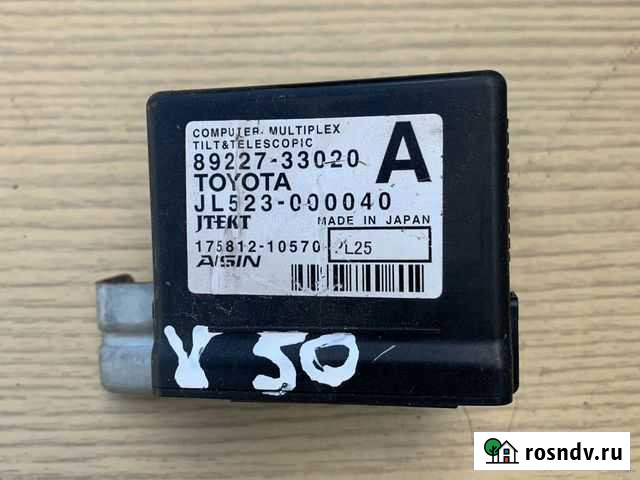 COMPUTER, MULTIPLEX
TILT&TELESCOPIC
89227-33020 A
TOYOTA
JL523-000040
JTEKT MADE IN JAPAN
175812-10570 PL25
AISIN
V 50
rosndv.ru